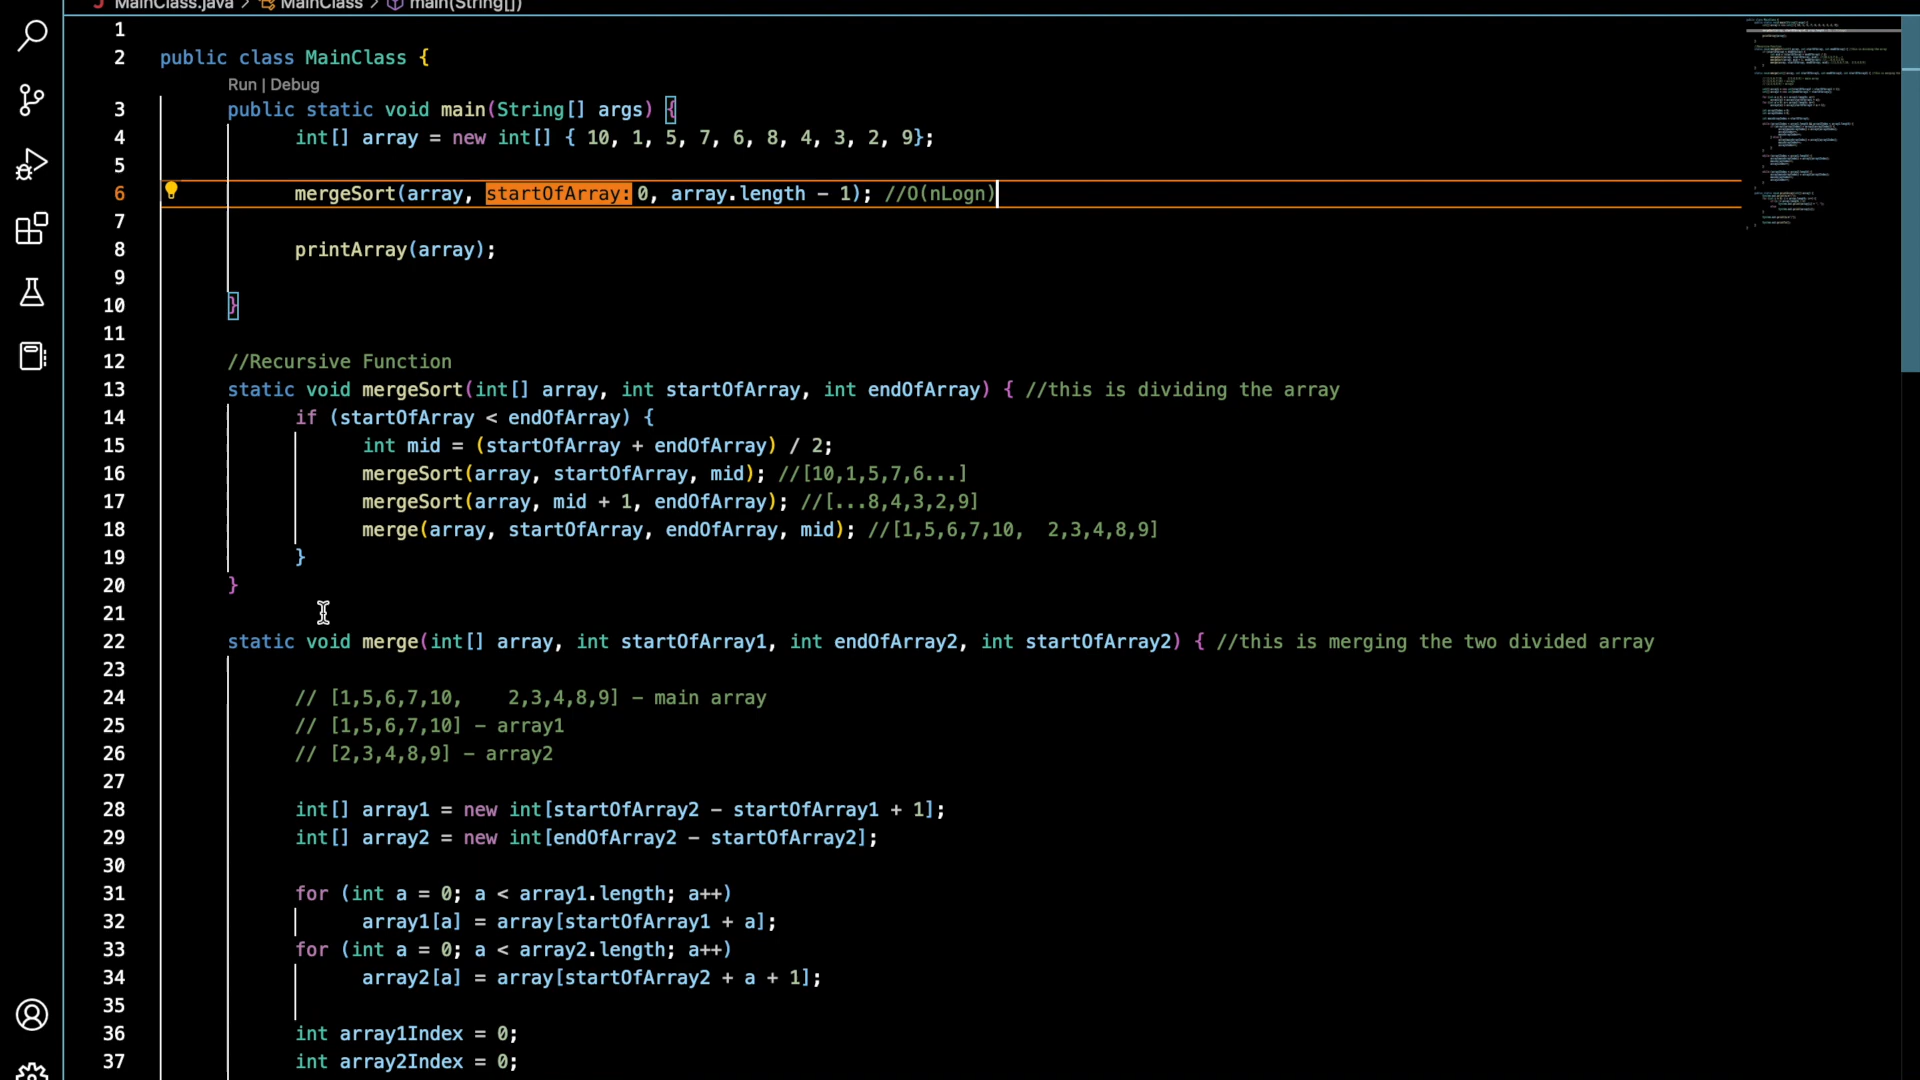 MainClass.java > MainClass > main(String[])
1
2 public class MainClass {
Run | Debug
3 public static void main(String[] args) {
4 int[] array = new int[] { 10, 1, 5, 7, 6, 8, 4, 3, 2, 9};
5
6 mergeSort(array, startOfArray: 0, array.length - 1); //O(nLogn)
7
8 printArray(array);
9
10 }
11
12 //Recursive Function
13 static void mergeSort(int[] array, int startOfArray, int endOfArray) { //this is dividing the array
14 if (startOfArray < endOfArray) {
15 int mid = (startOfArray + endOfArray) / 2;
16 mergeSort(array, startOfArray, mid); //[10,1,5,7,6...]
17 mergeSort(array, mid + 1, endOfArray); //[...8,4,3,2,9]
18 merge(array, startOfArray, endOfArray, mid); //[1,5,6,7,10,  2,3,4,8,9]
19 }
20 }
21
22 static void merge(int[] array, int startOfArray1, int endOfArray2, int startOfArray2) { //this is merging the two divided array
23
24 // [1,5,6,7,10,    2,3,4,8,9] - main array
25 // [1,5,6,7,10] - array1
26 // [2,3,4,8,9] - array2
27
28 int[] array1 = new int[startOfArray2 - startOfArray1 + 1];
29 int[] array2 = new int[endOfArray2 - startOfArray2];
30
31 for (int a = 0; a < array1.length; a++)
32 array1[a] = array[startOfArray1 + a];
33 for (int a = 0; a < array2.length; a++)
34 array2[a] = array[startOfArray2 + a + 1];
35
36 int array1Index = 0;
37 int array2Index = 0;